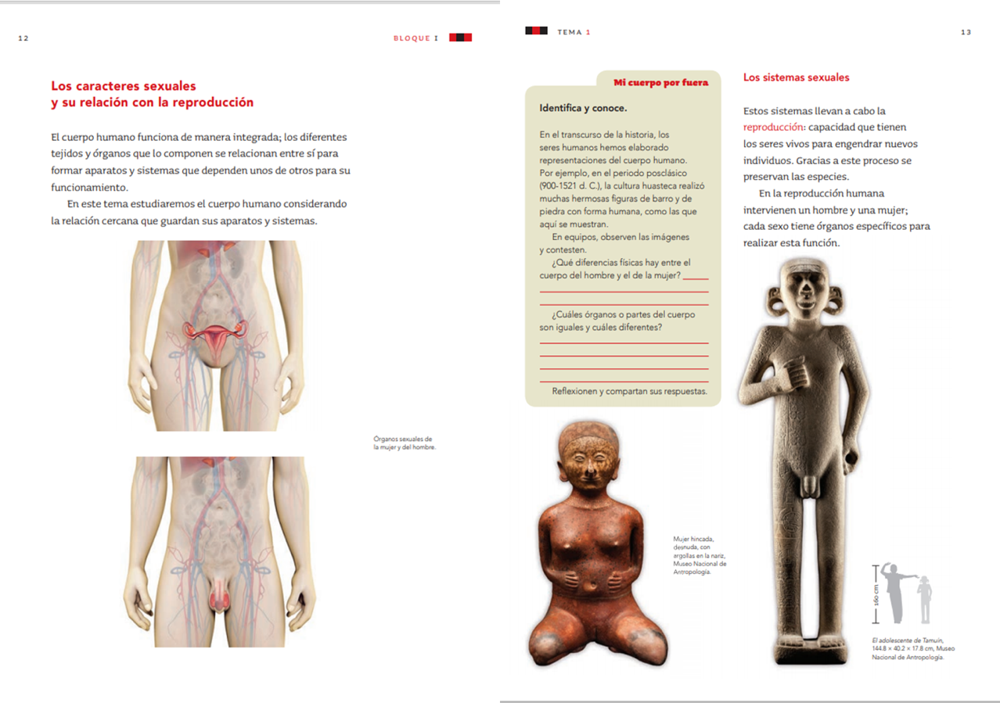 12
BLOQUE I
Los caracteres sexuales
y su relación con la reproducción
El cuerpo humano funciona de manera integrada; los diferentes
tejidos y órganos que lo componen se relacionan entre sí para
formar aparatos y sistemas que dependen unos de otros para su
funcionamiento.
En este tema estudiaremos el cuerpo humano considerando
la relación cercana que guardan sus aparatos y sistemas.
Órganos sexuales de
la mujer y del hombre.
TEMA 1
13
Mi cuerpo por fuera
Identifica y conoce.
En el transcurso de la historia, los
seres humanos hemos elaborado
representaciones del cuerpo humano.
Por ejemplo, en el periodo posclásico
(900-1521 d. C.), la cultura huasteca realizó
muchas hermosas figuras de barro y de
piedra con forma humana, como las que
aquí se muestran.
En equipos, observen las imágenes
y contesten.
¿Qué diferencias físicas hay entre el
cuerpo del hombre y el de la mujer?
¿Cuáles órganos o partes del cuerpo
son iguales y cuáles diferentes?
Reflexionen y compartan sus respuestas.
Los sistemas sexuales
Estos sistemas llevan a cabo la
reproducción: capacidad que tienen
los seres vivos para engendrar nuevos
individuos. Gracias a este proceso se
preservan las especies.
En la reproducción humana
intervienen un hombre y una mujer;
cada sexo tiene órganos específicos para
realizar esta función.
Mujer hincada,
desnuda, con
argollas en la nariz,
Museo Nacional de
Antropología.
160 cm
El adolescente de Tamuín,
144.8 × 40.2 × 17.8 cm, Museo
Nacional de Antropología.